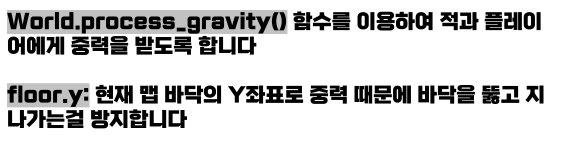 World.process_gravity() 함수를 이용하여 적과 플레이
어에게 중력을 받도록 합니다
floor.y: 현재 맵 바닥의 Y좌표로 중력 때문에 바닥을 뚫고 지
나가는걸 방지합니다